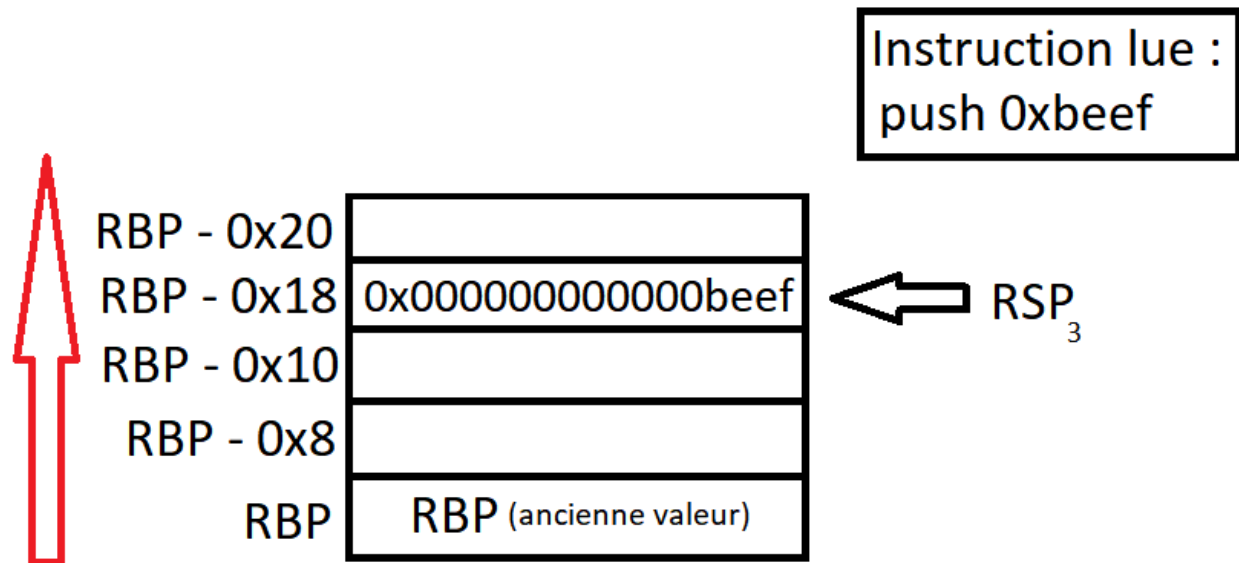 Instruction lue :
push 0xbeef
RBP - 0x20
RBP - 0x18 0x000000000000beef RSP3
RBP - 0x10
RBP - 0x8
RBP RBP (ancienne valeur)